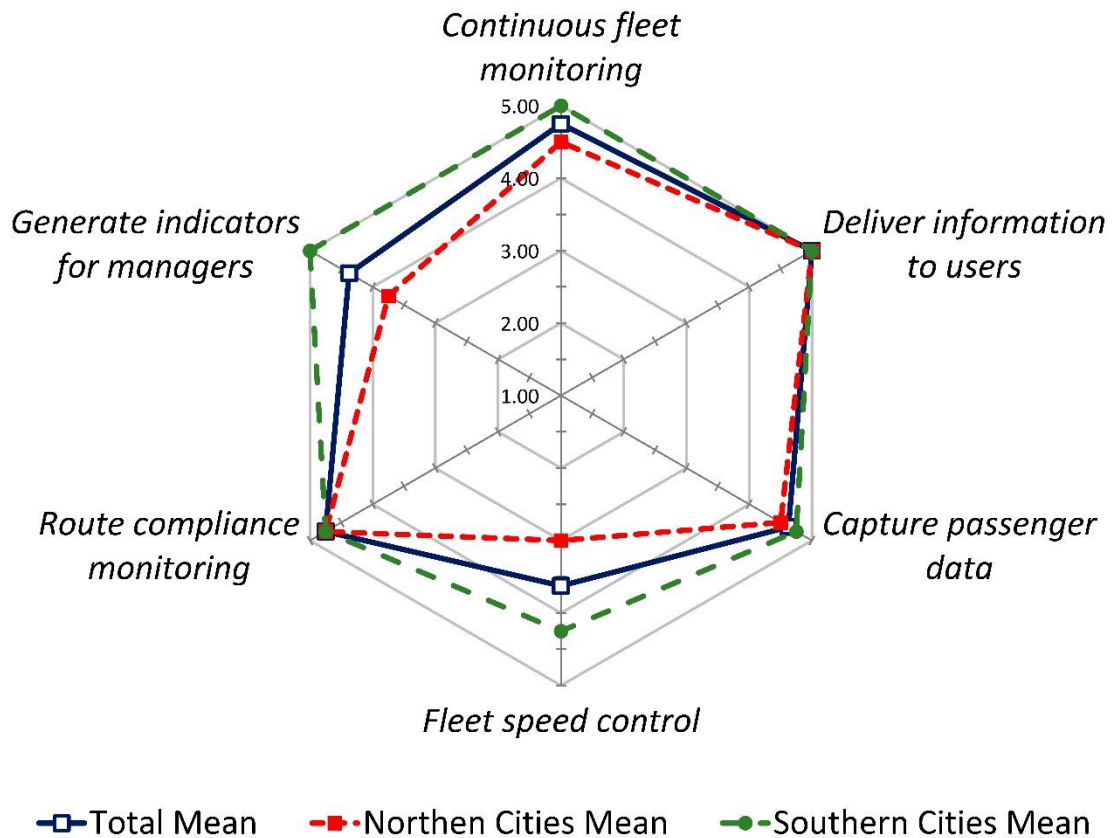 Continuous fleet
monitoring
5.00
4.00
3.00
2.00
1.00
Generate indicators
for managers
Deliver information
to users
Route compliance
monitoring
Capture passenger
data
Fleet speed control
Total Mean
Northen Cities Mean
Southern Cities Mean